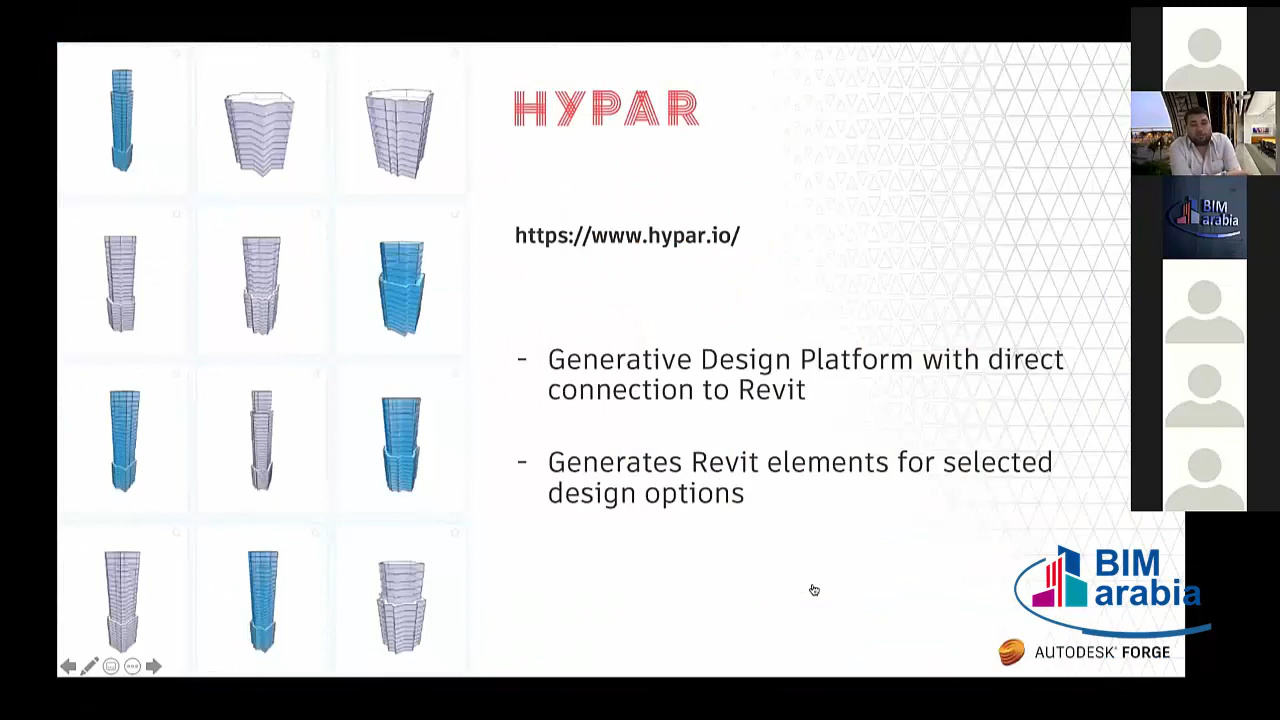 HYPAR
https://www.hypar.io/
- Generative Design Platform with direct
connection to Revit
- Generates Revit elements for selected
design options
BIM
arabia
BIM
arabia
AUTODESK® FORGE